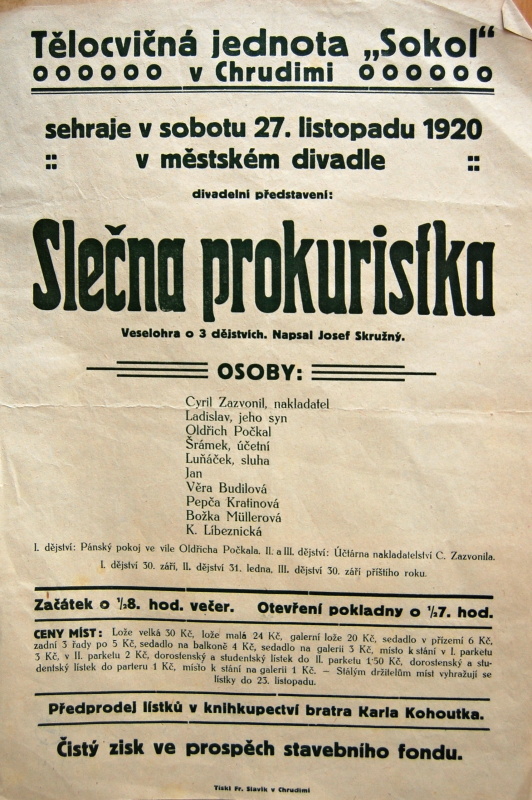 Tělocvičná jednota „Sokol“
v Chrudimi
sehraje v sobotu 27. listopadu 1920
:: v městském divadle ::
divadelní představení:
Slečna prokuristka
Veselohra o 3 dějstvích. Napsal Josef Skružný.
OSOBY:
Cyril Zazvonil, nakladatel
Ladislav, jeho syn
Oldřich Počkal
Šrámek, účetní
Luňáček, sluha
Jan
Věra Budilová
Pepča Kratinová
Božka Müllerová
K. Líbeznická
I. dějství: Pánský pokoj ve vile Oldřicha Počkala. II. a III. dějství: Účtárna nakladatelství C. Zazvonila.
I. dějství 30. září, II. dějství 31. ledna, III. dějství 30. září příštího roku.
Začátek o ½8. hod. večer. Otevření pokladny o ½7. hod.
CENY MÍST: Lože velká 30 Kč, lože malá 24 Kč, galerní lože 20 Kč, sedadlo v přízemí 6 Kč,
zadní 3 řady po 5 Kč, sedadlo na balkoně 4 Kč, sedadlo na galerii 3 Kč, místo k stání v I. parketu
3 Kč, v II. parketu 2 Kč, dorostenský a studentský lístek do II. parketu 1·50 Kč, dorostenský a stu-
dentský lístek do parteru 1 Kč, místo k stání na galerii 1 Kč. — Stálým držitelům míst vyhražují se
lístky do 23. listopadu.
Předprodej lístků v knihkupectví bratra Karla Kohoutka.
Čistý zisk ve prospěch stavebního fondu.
Tiskl Fr. Slavík v Chrudimi